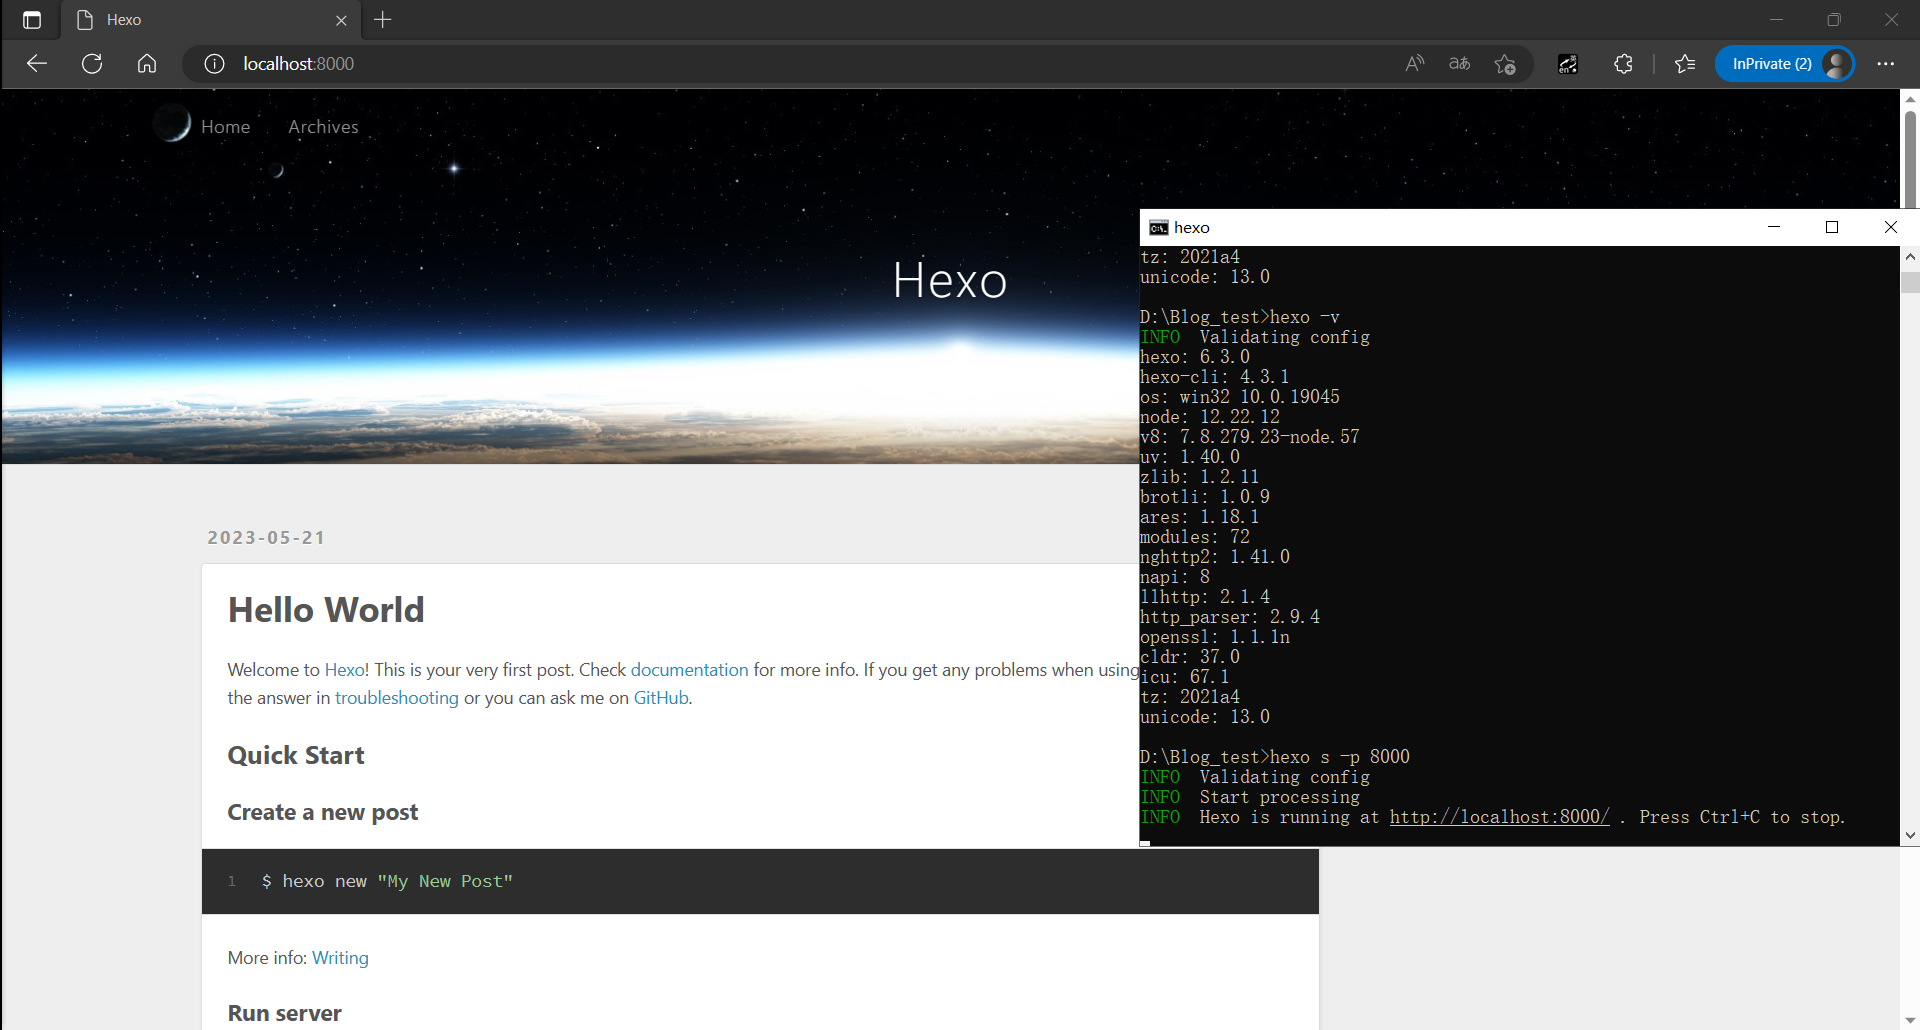 Hexo
localhost:8000
InPrivate (2)
Home
Archives
Hexo
2023-05-21
Hello World
Welcome to Hexo! This is your very first post. Check documentation for more info. If you get any problems when using
the answer in troubleshooting or you can ask me on GitHub.
Quick Start
Create a new post
1 $ hexo new "My New Post"
More info: Writing
Run server
hexo
tz: 2021a4
unicode: 13.0
D:\Blog_test>hexo -v
INFO  Validating config
hexo: 6.3.0
hexo-cli: 4.3.1
os: win32 10.0.19045
node: 12.22.12
v8: 7.8.279.23-node.57
uv: 1.40.0
zlib: 1.2.11
brotli: 1.0.9
ares: 1.18.1
modules: 72
nghttp2: 1.41.0
napi: 8
llhttp: 2.1.4
http_parser: 2.9.4
openssl: 1.1.1n
cldr: 37.0
icu: 67.1
tz: 2021a4
unicode: 13.0
D:\Blog_test>hexo s -p 8000
INFO  Validating config
INFO  Start processing
INFO  Hexo is running at http://localhost:8000/ . Press Ctrl+C to stop.